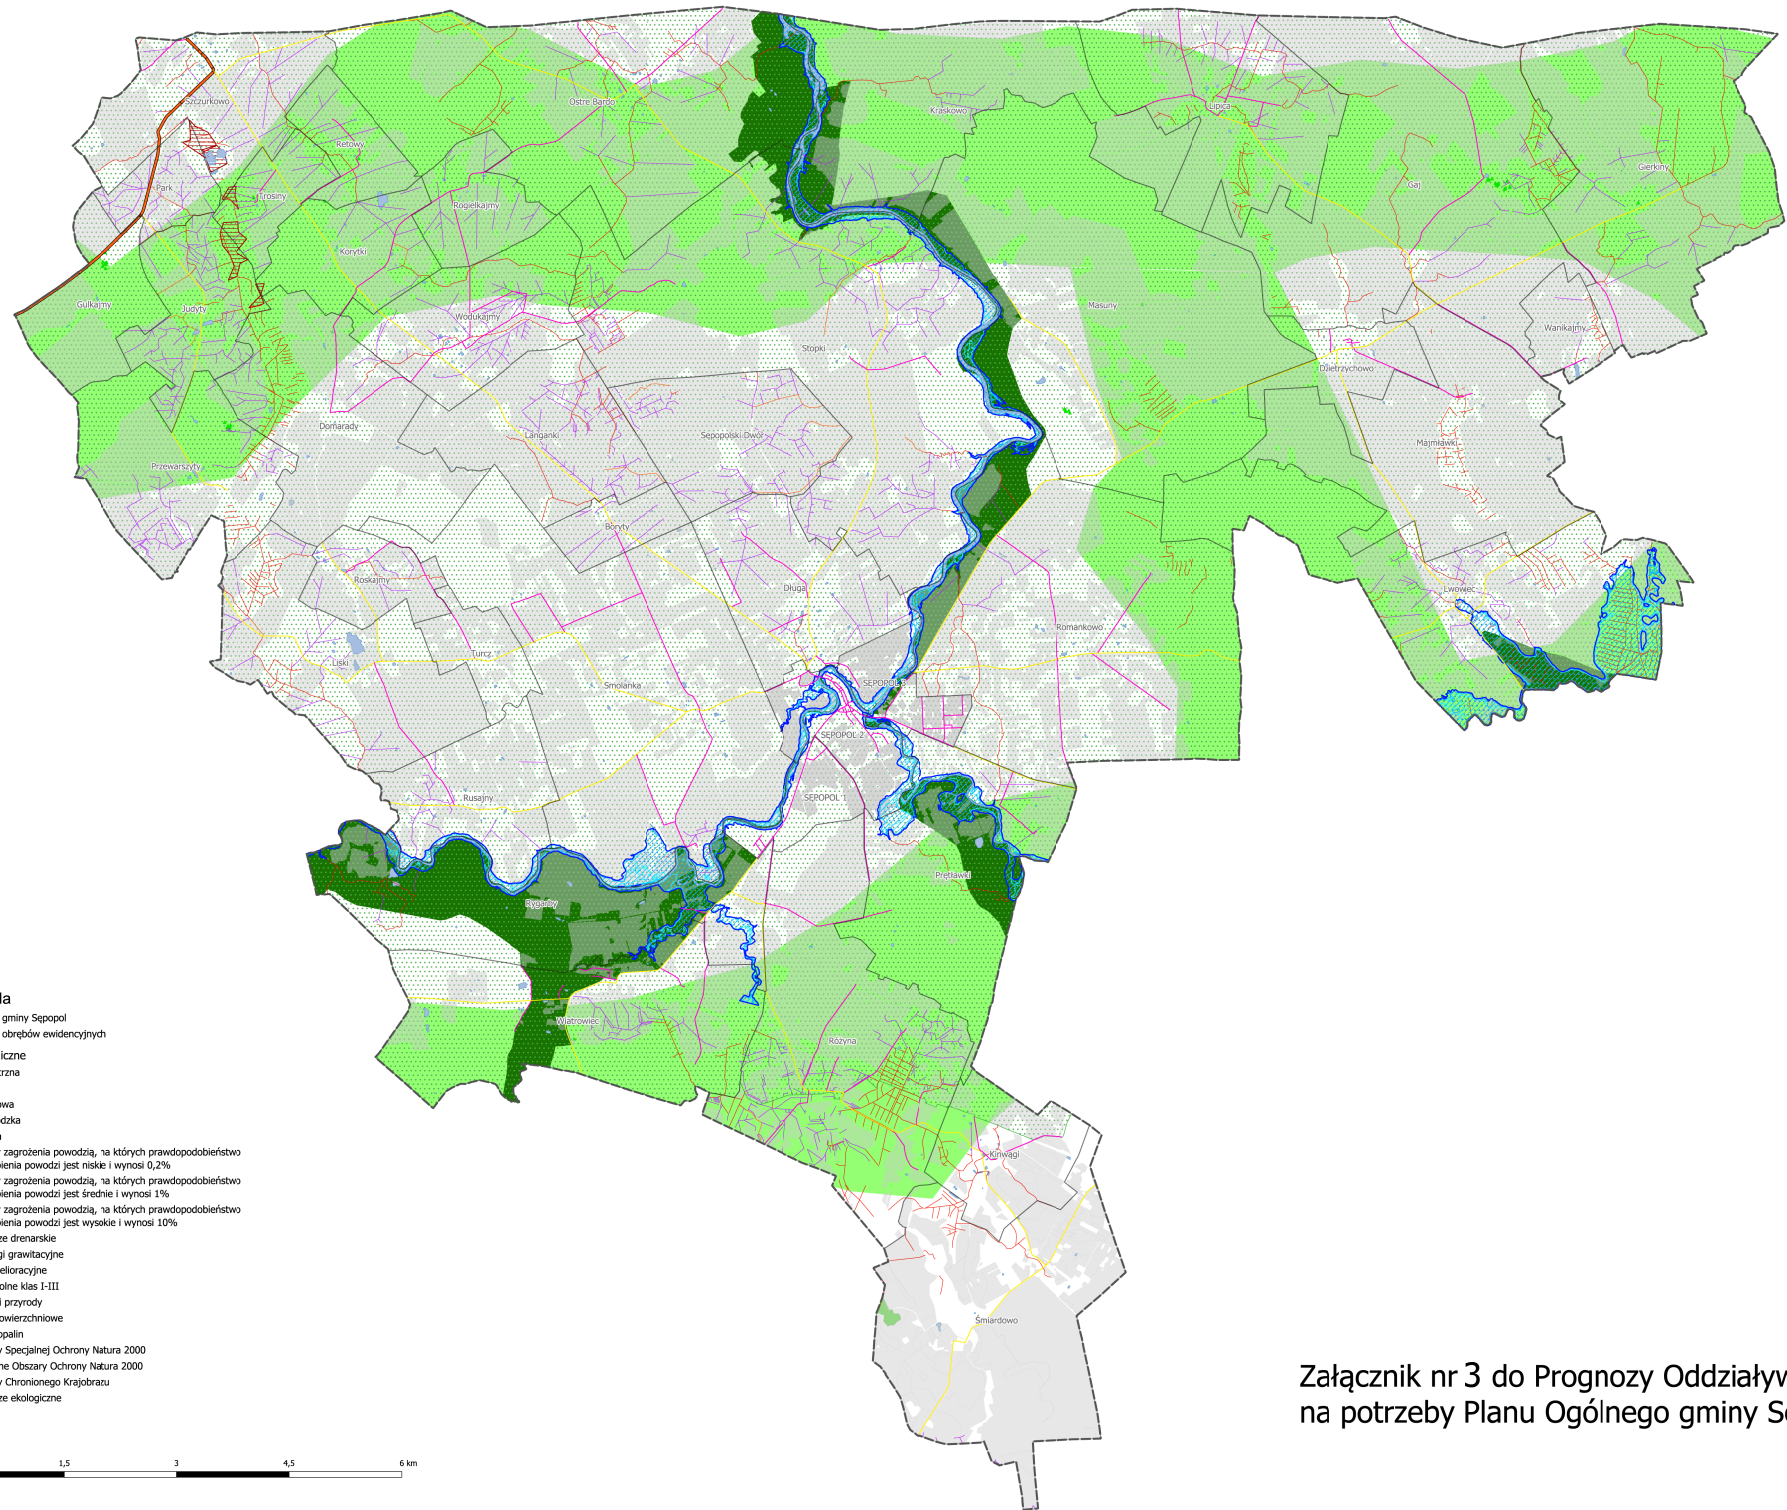 Szczurkowo
Ostre Bardo
Kraskowo
Lipica
Retowy
Gierkiny
Park
Trosiny
Rogielkajmy
Gaj
Korytki
Gulkajmy
Judyty
Wodukajmy
Masuny
Wanikajmy
Stopki
Dzietrzychowo
Domarady
Langanki
Sępopolski Dwór
Majmławki
Przewarszyty
Boryty
Roskajmy
Długa
Lwowiec
Romankowo
Turcz
Liski
Smolanka
SĘPOPOL 3
SĘPOPOL 2
Rusajny
SĘPOPOL 1
Prętławki
Rygarby
Wiatrowiec
Różyna
Kinwągi
Śmiardowo
da
gminy Sępopol
obrębów ewidencyjnych
iczne
trzna
owa
ódzka
a
zagrożenia powodzią, na których prawdopodobieństwo
pienia powodzi jest niskie i wynosi 0,2%
zagrożenia powodzią, na których prawdopodobieństwo
pienia powodzi jest średnie i wynosi 1%
zagrożenia powodzią, na których prawdopodobieństwo
pienia powodzi jest wysokie i wynosi 10%
ze drenarskie
gi grawitacyjne
elioracyjne
olne klas I-III
i przyrody
owierzchniowe
opalin
y Specjalnej Ochrony Natura 2000
ne Obszary Ochrony Natura 2000
y Chronionego Krajobrazu
ze ekologiczne
1,5 3 4,5 6 km
Załącznik nr 3 do Prognozy Oddziaływ
na potrzeby Planu Ogólnego gminy Sę